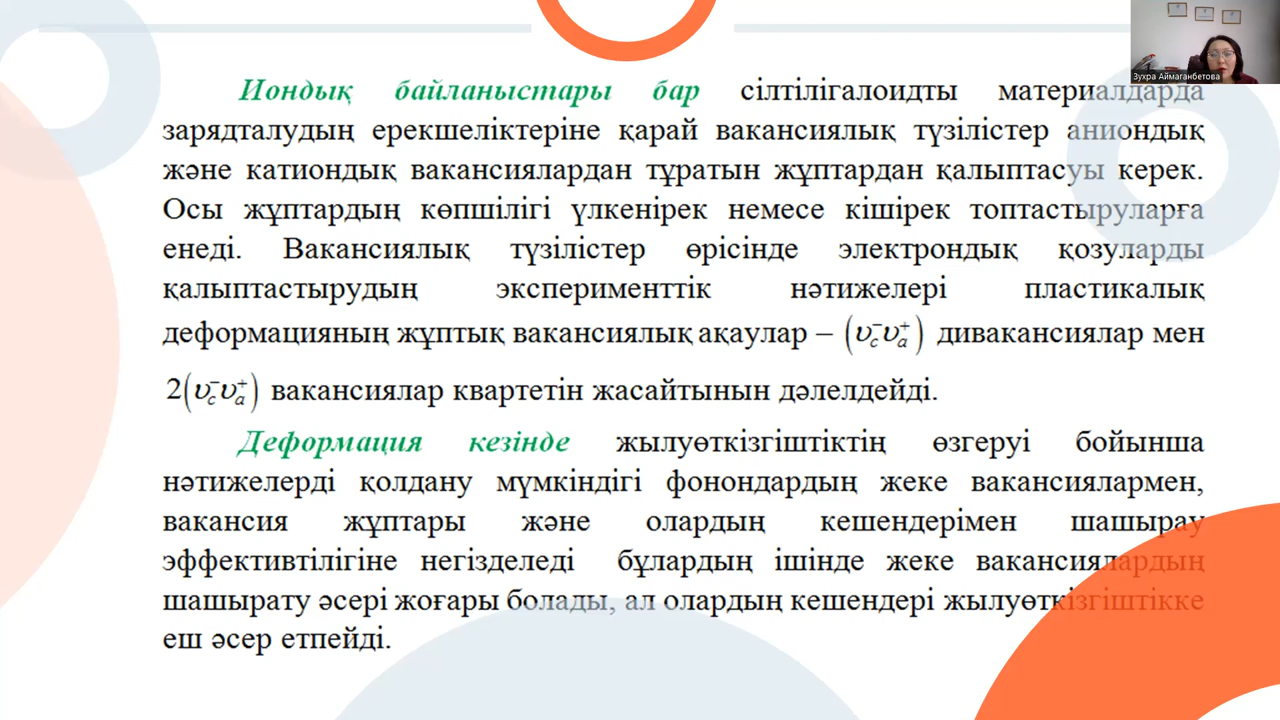 Зухра Аймаганбетова
Иондық байланыстары бар сілтілігалоидты материалдарда
зарядталудың ерекшеліктеріне қарай вакансиялық түзілістер аниондық
және катиондық вакансиялардан тұратын жұптардан қалыптасуы керек.
Осы жұптардың көпшілігі үлкенірек немесе кішірек топтастыруларға
енеді. Вакансиялық түзілістер өрісінде электрондық қозуларды
қалыптастырудың эксперименттік нәтижелері пластикалық
деформацияның жұптық вакансиялық ақаулар – (υc⁻υa⁺) дивакансиялар мен
2(υc⁻υa⁺) вакансиялар квартетін жасайтынын дәлелдейді.
Деформация кезінде жылуөткізгіштіктің өзгеруі бойынша
нәтижелерді қолдану мүмкіндігі фонондардың жеке вакансиялармен,
вакансия жұптары және олардың кешендерімен шашырау
эффективтілігіне негізделеді бұлардың ішінде жеке вакансиялардың
шашырату әсері жоғары болады, ал олардың кешендері жылуөткізгіштікке
еш әсер етпейді.